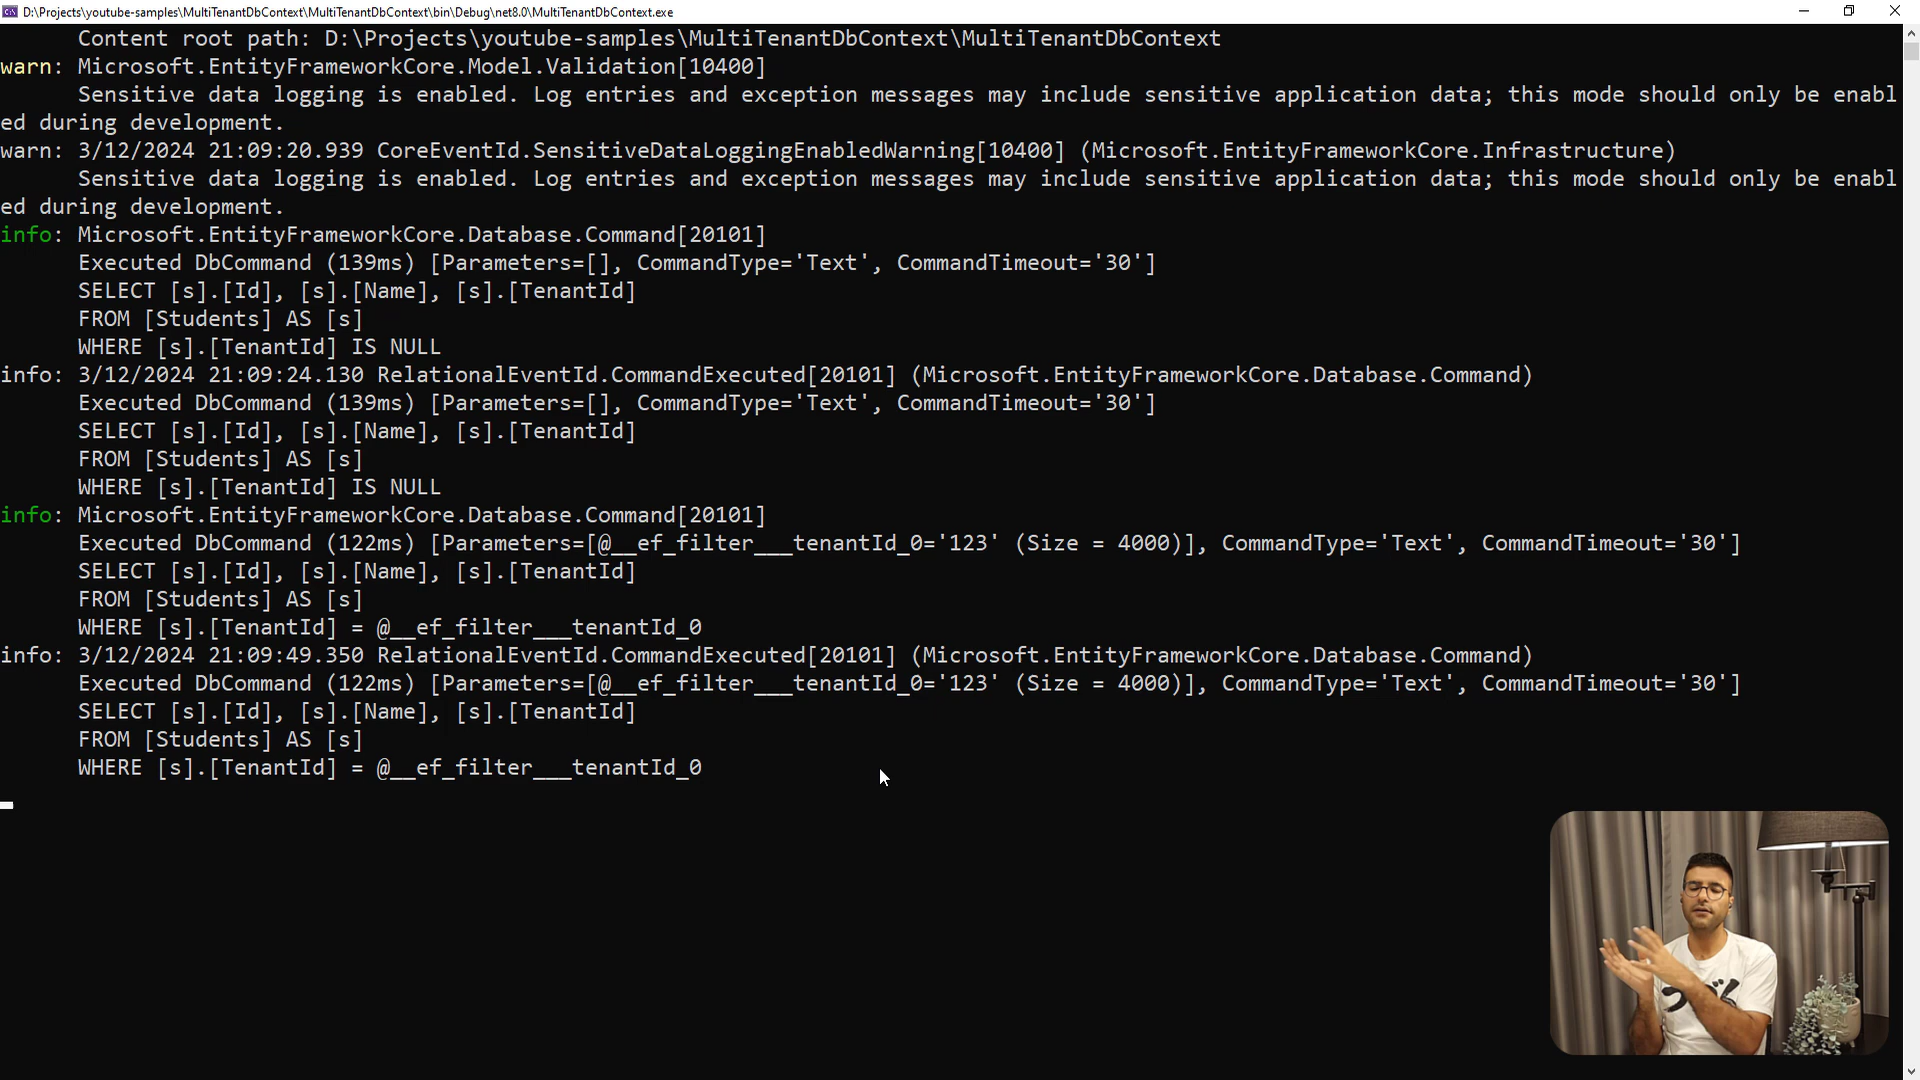 D:\Projects\youtube-samples\MultiTenantDbContext\MultiTenantDbContext\bin\Debug\net8.0\MultiTenantDbContext.exe
Content root path: D:\Projects\youtube-samples\MultiTenantDbContext\MultiTenantDbContext
warn: Microsoft.EntityFrameworkCore.Model.Validation[10400]
Sensitive data logging is enabled. Log entries and exception messages may include sensitive application data; this mode should only be enabl
ed during development.
warn: 3/12/2024 21:09:20.939 CoreEventId.SensitiveDataLoggingEnabledWarning[10400] (Microsoft.EntityFrameworkCore.Infrastructure)
Sensitive data logging is enabled. Log entries and exception messages may include sensitive application data; this mode should only be enabl
ed during development.
info: Microsoft.EntityFrameworkCore.Database.Command[20101]
Executed DbCommand (139ms) [Parameters=[], CommandType='Text', CommandTimeout='30']
SELECT [s].[Id], [s].[Name], [s].[TenantId]
FROM [Students] AS [s]
WHERE [s].[TenantId] IS NULL
info: 3/12/2024 21:09:24.130 RelationalEventId.CommandExecuted[20101] (Microsoft.EntityFrameworkCore.Database.Command)
Executed DbCommand (139ms) [Parameters=[], CommandType='Text', CommandTimeout='30']
SELECT [s].[Id], [s].[Name], [s].[TenantId]
FROM [Students] AS [s]
WHERE [s].[TenantId] IS NULL
info: Microsoft.EntityFrameworkCore.Database.Command[20101]
Executed DbCommand (122ms) [Parameters=[@__ef_filter___tenantId_0='123' (Size = 4000)], CommandType='Text', CommandTimeout='30']
SELECT [s].[Id], [s].[Name], [s].[TenantId]
FROM [Students] AS [s]
WHERE [s].[TenantId] = @__ef_filter___tenantId_0
info: 3/12/2024 21:09:49.350 RelationalEventId.CommandExecuted[20101] (Microsoft.EntityFrameworkCore.Database.Command)
Executed DbCommand (122ms) [Parameters=[@__ef_filter___tenantId_0='123' (Size = 4000)], CommandType='Text', CommandTimeout='30']
SELECT [s].[Id], [s].[Name], [s].[TenantId]
FROM [Students] AS [s]
WHERE [s].[TenantId] = @__ef_filter___tenantId_0